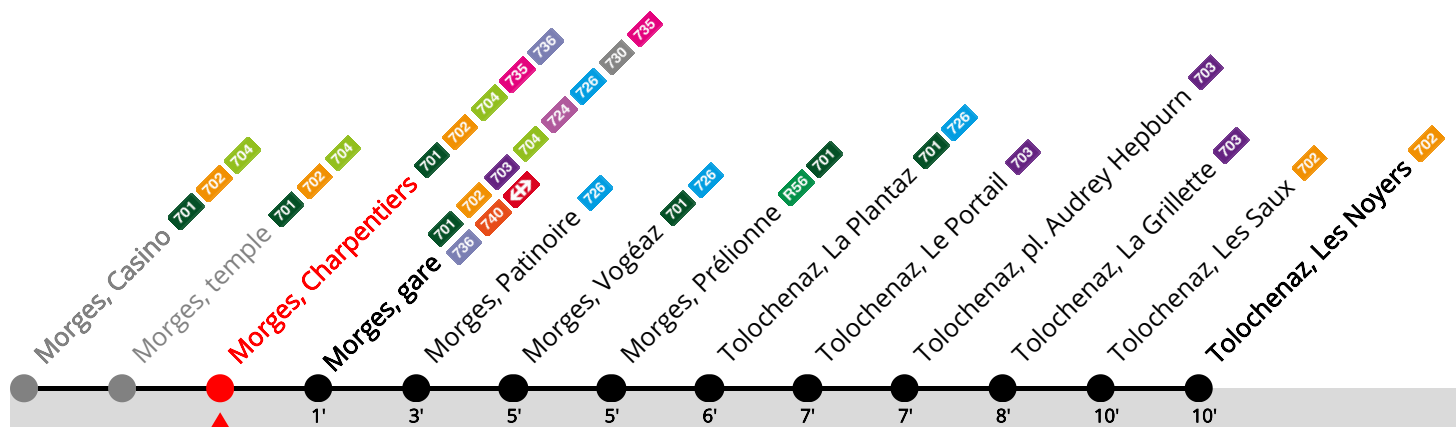 Morges, Casino 701 702 704
Morges, temple 701 702 704
Morges, Charpentiers 701 702 704 735 736
Morges, gare 701 702 703 704 724 726 730 735
736 740
Morges, Patinoire 726
Morges, Vogéaz 701 726
Morges, Prélionne R56 701
Tolochenaz, La Plantaz 701 726
Tolochenaz, Le Portail 703
Tolochenaz, pl. Audrey Hepburn 703
Tolochenaz, La Grillette 703
Tolochenaz, Les Saux 702
Tolochenaz, Les Noyers 702
1' 3' 5' 5' 6' 7' 7' 8' 10' 10'